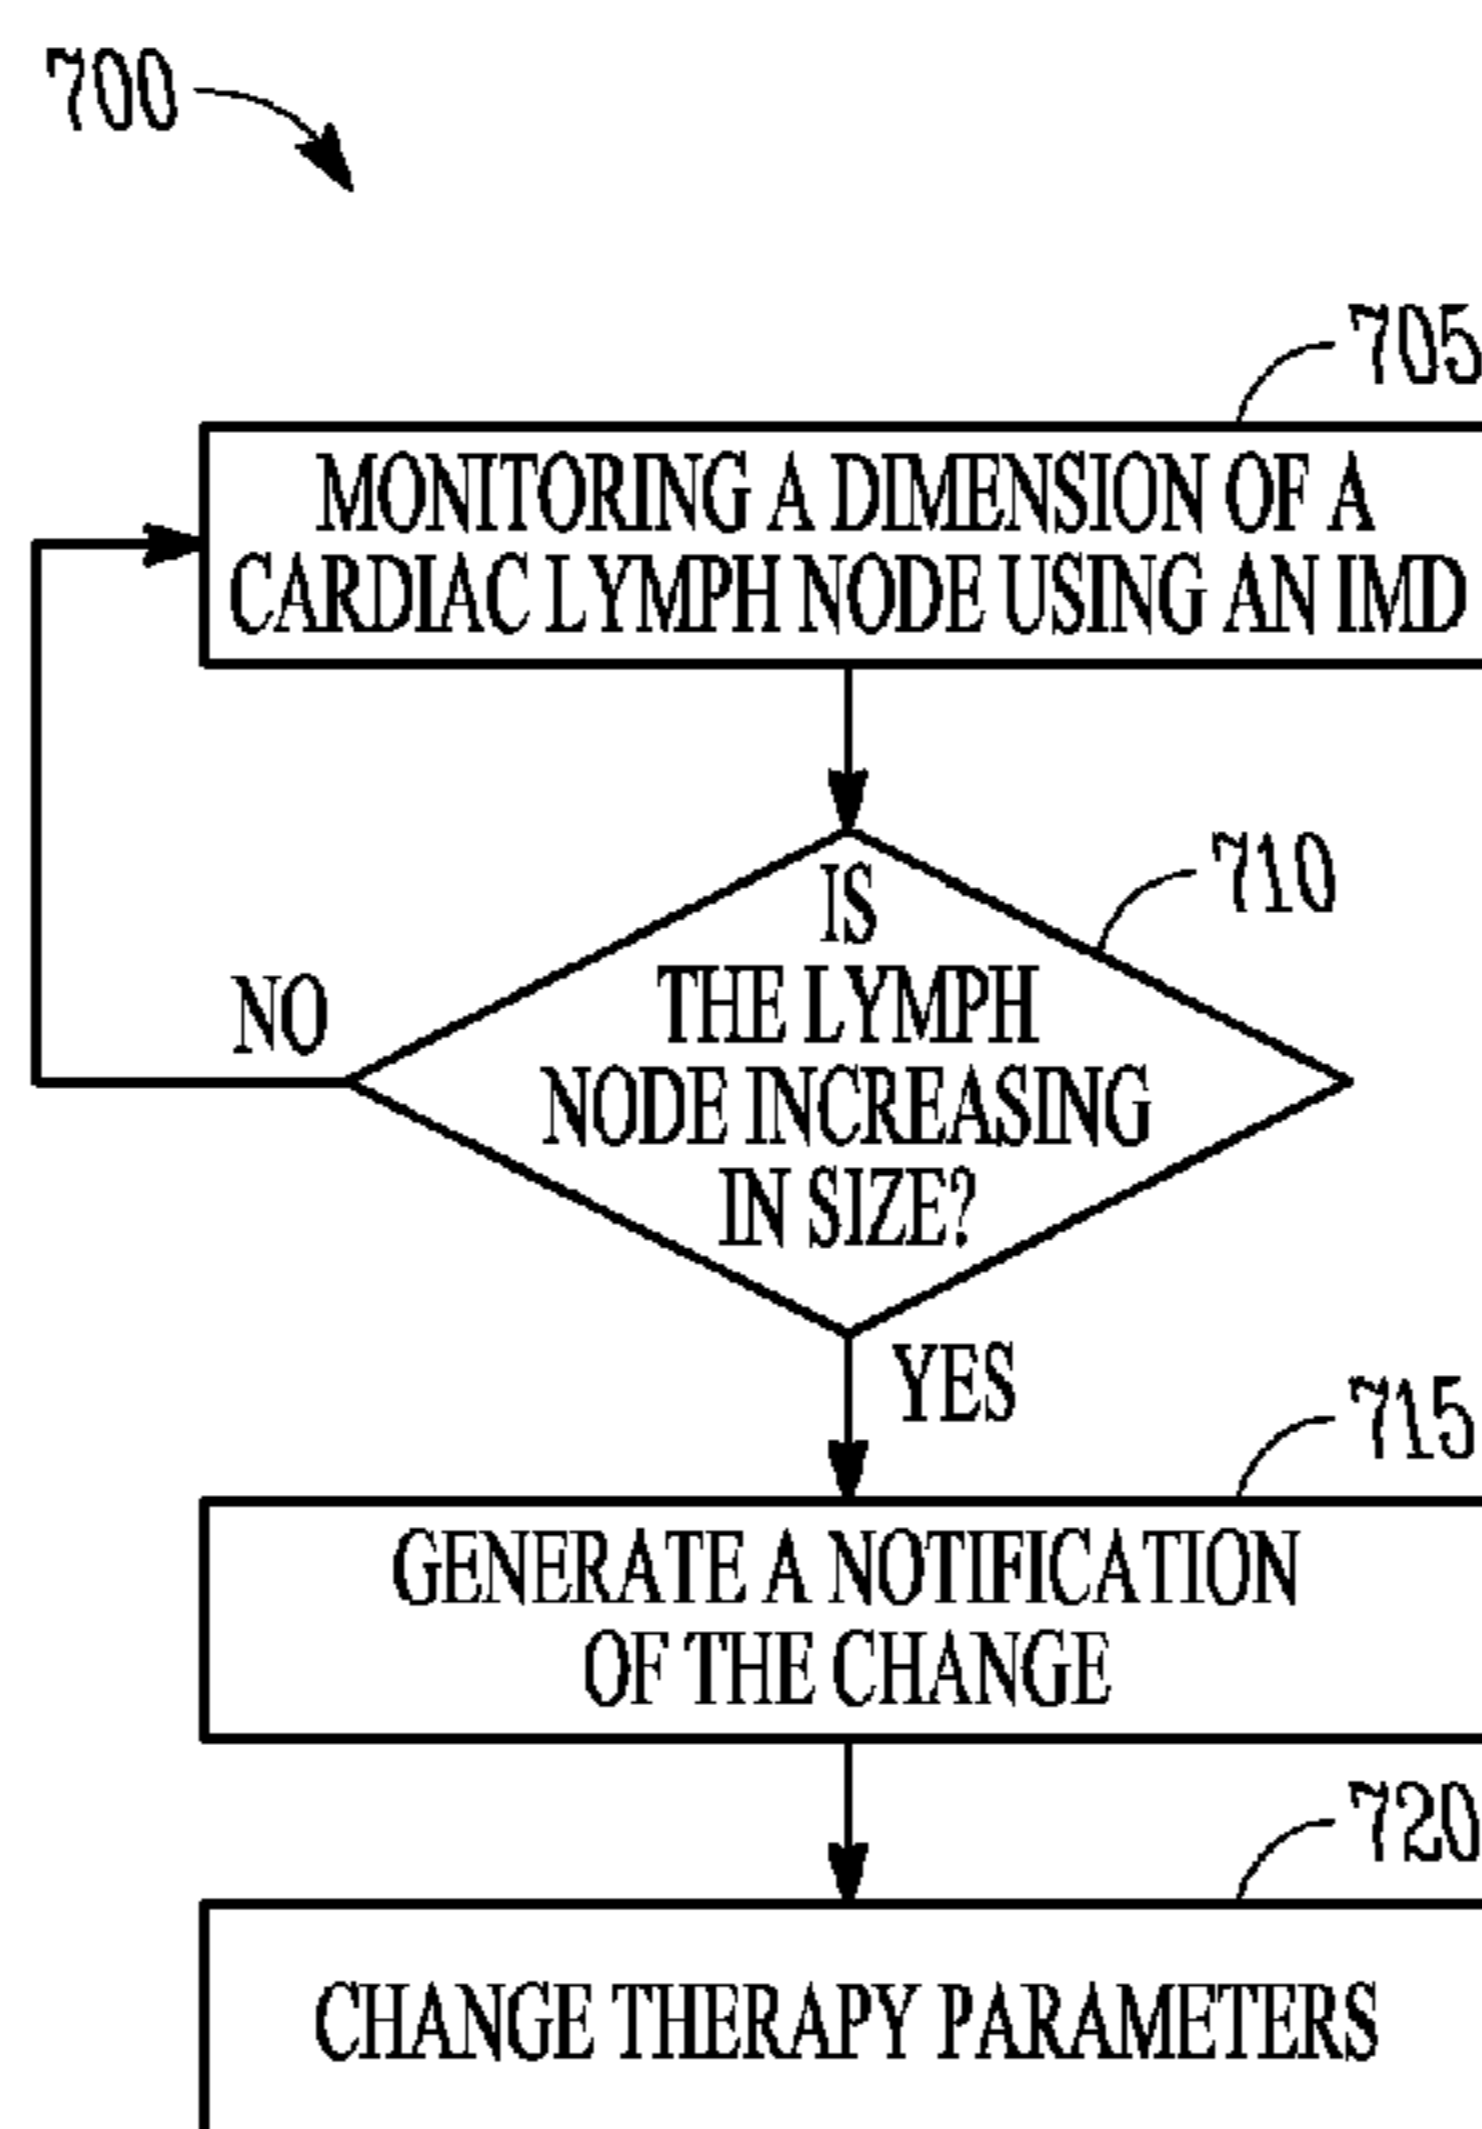 700
705
MONITORING A DIMENSION OF A
CARDIAC LYMPH NODE USING AN IMD
710
IS
THE LYMPH
NODE INCREASING
IN SIZE?
NO
YES
715
GENERATE A NOTIFICATION
OF THE CHANGE
720
CHANGE THERAPY PARAMETERS